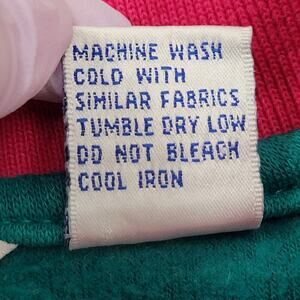 MACHINE WASH
COLD WITH
SIMILAR FABRICS
TUMBLE DRY LOW
DO NOT BLEACH
COOL IRON